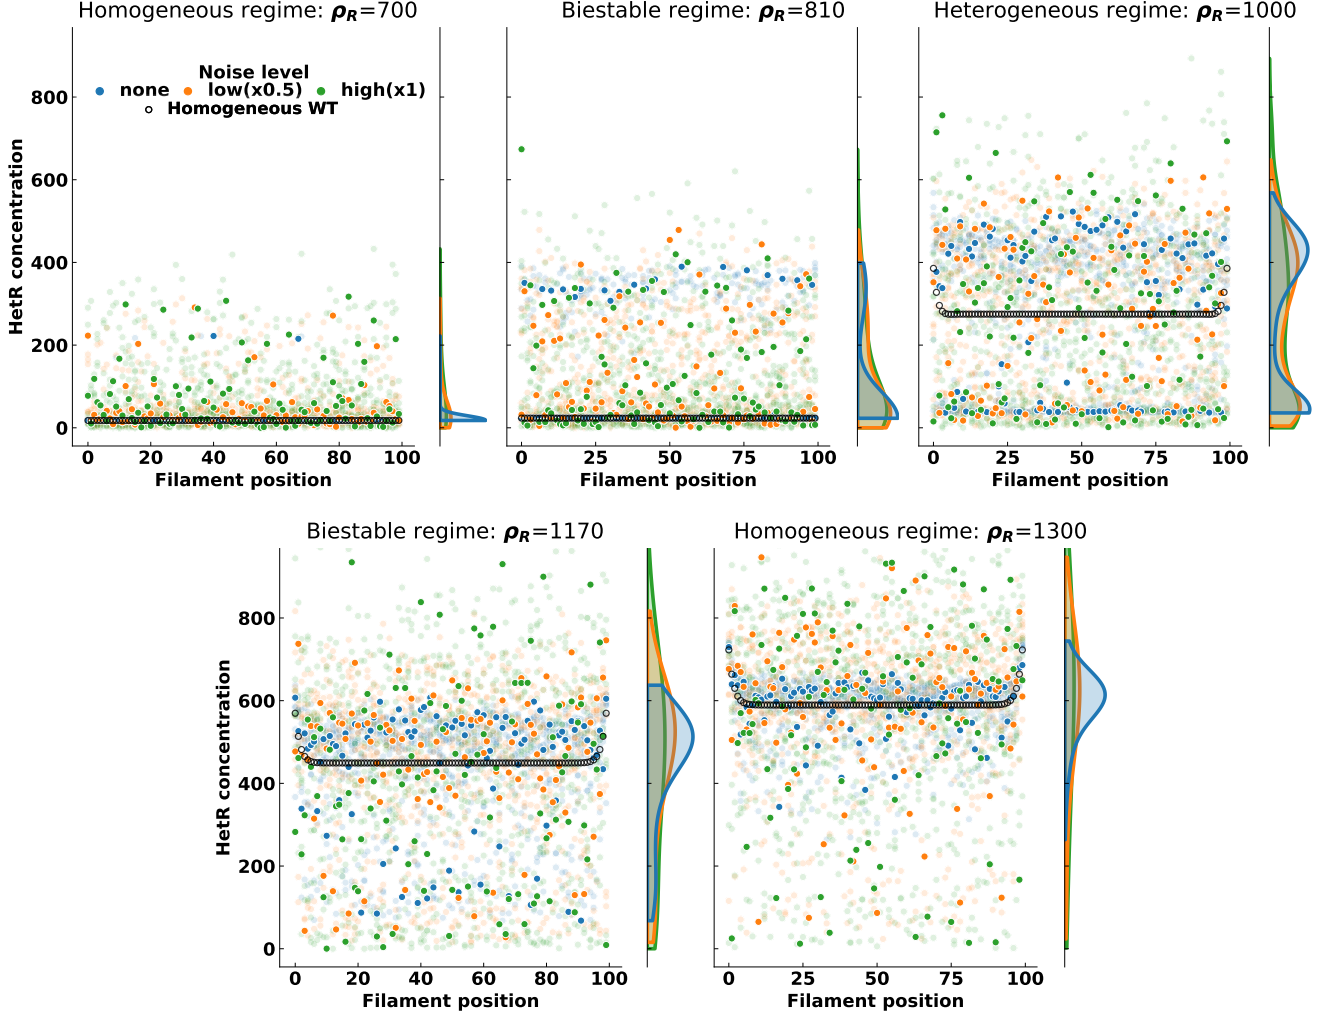 Homogeneous regime: ρR=700
Biestable regime: ρR=810
Heterogeneous regime: ρR=1000
Noise level
none
low(x0.5)
high(x1)
Homogeneous WT
HetR concentration
800
600
400
200
0
0 20 40 60 80 100
0 25 50 75 100
0 25 50 75 100
Filament position
Filament position
Filament position
Biestable regime: ρR=1170
Homogeneous regime: ρR=1300
HetR concentration
800
600
400
200
0
0 20 40 60 80 100
0 25 50 75 100
Filament position
Filament position